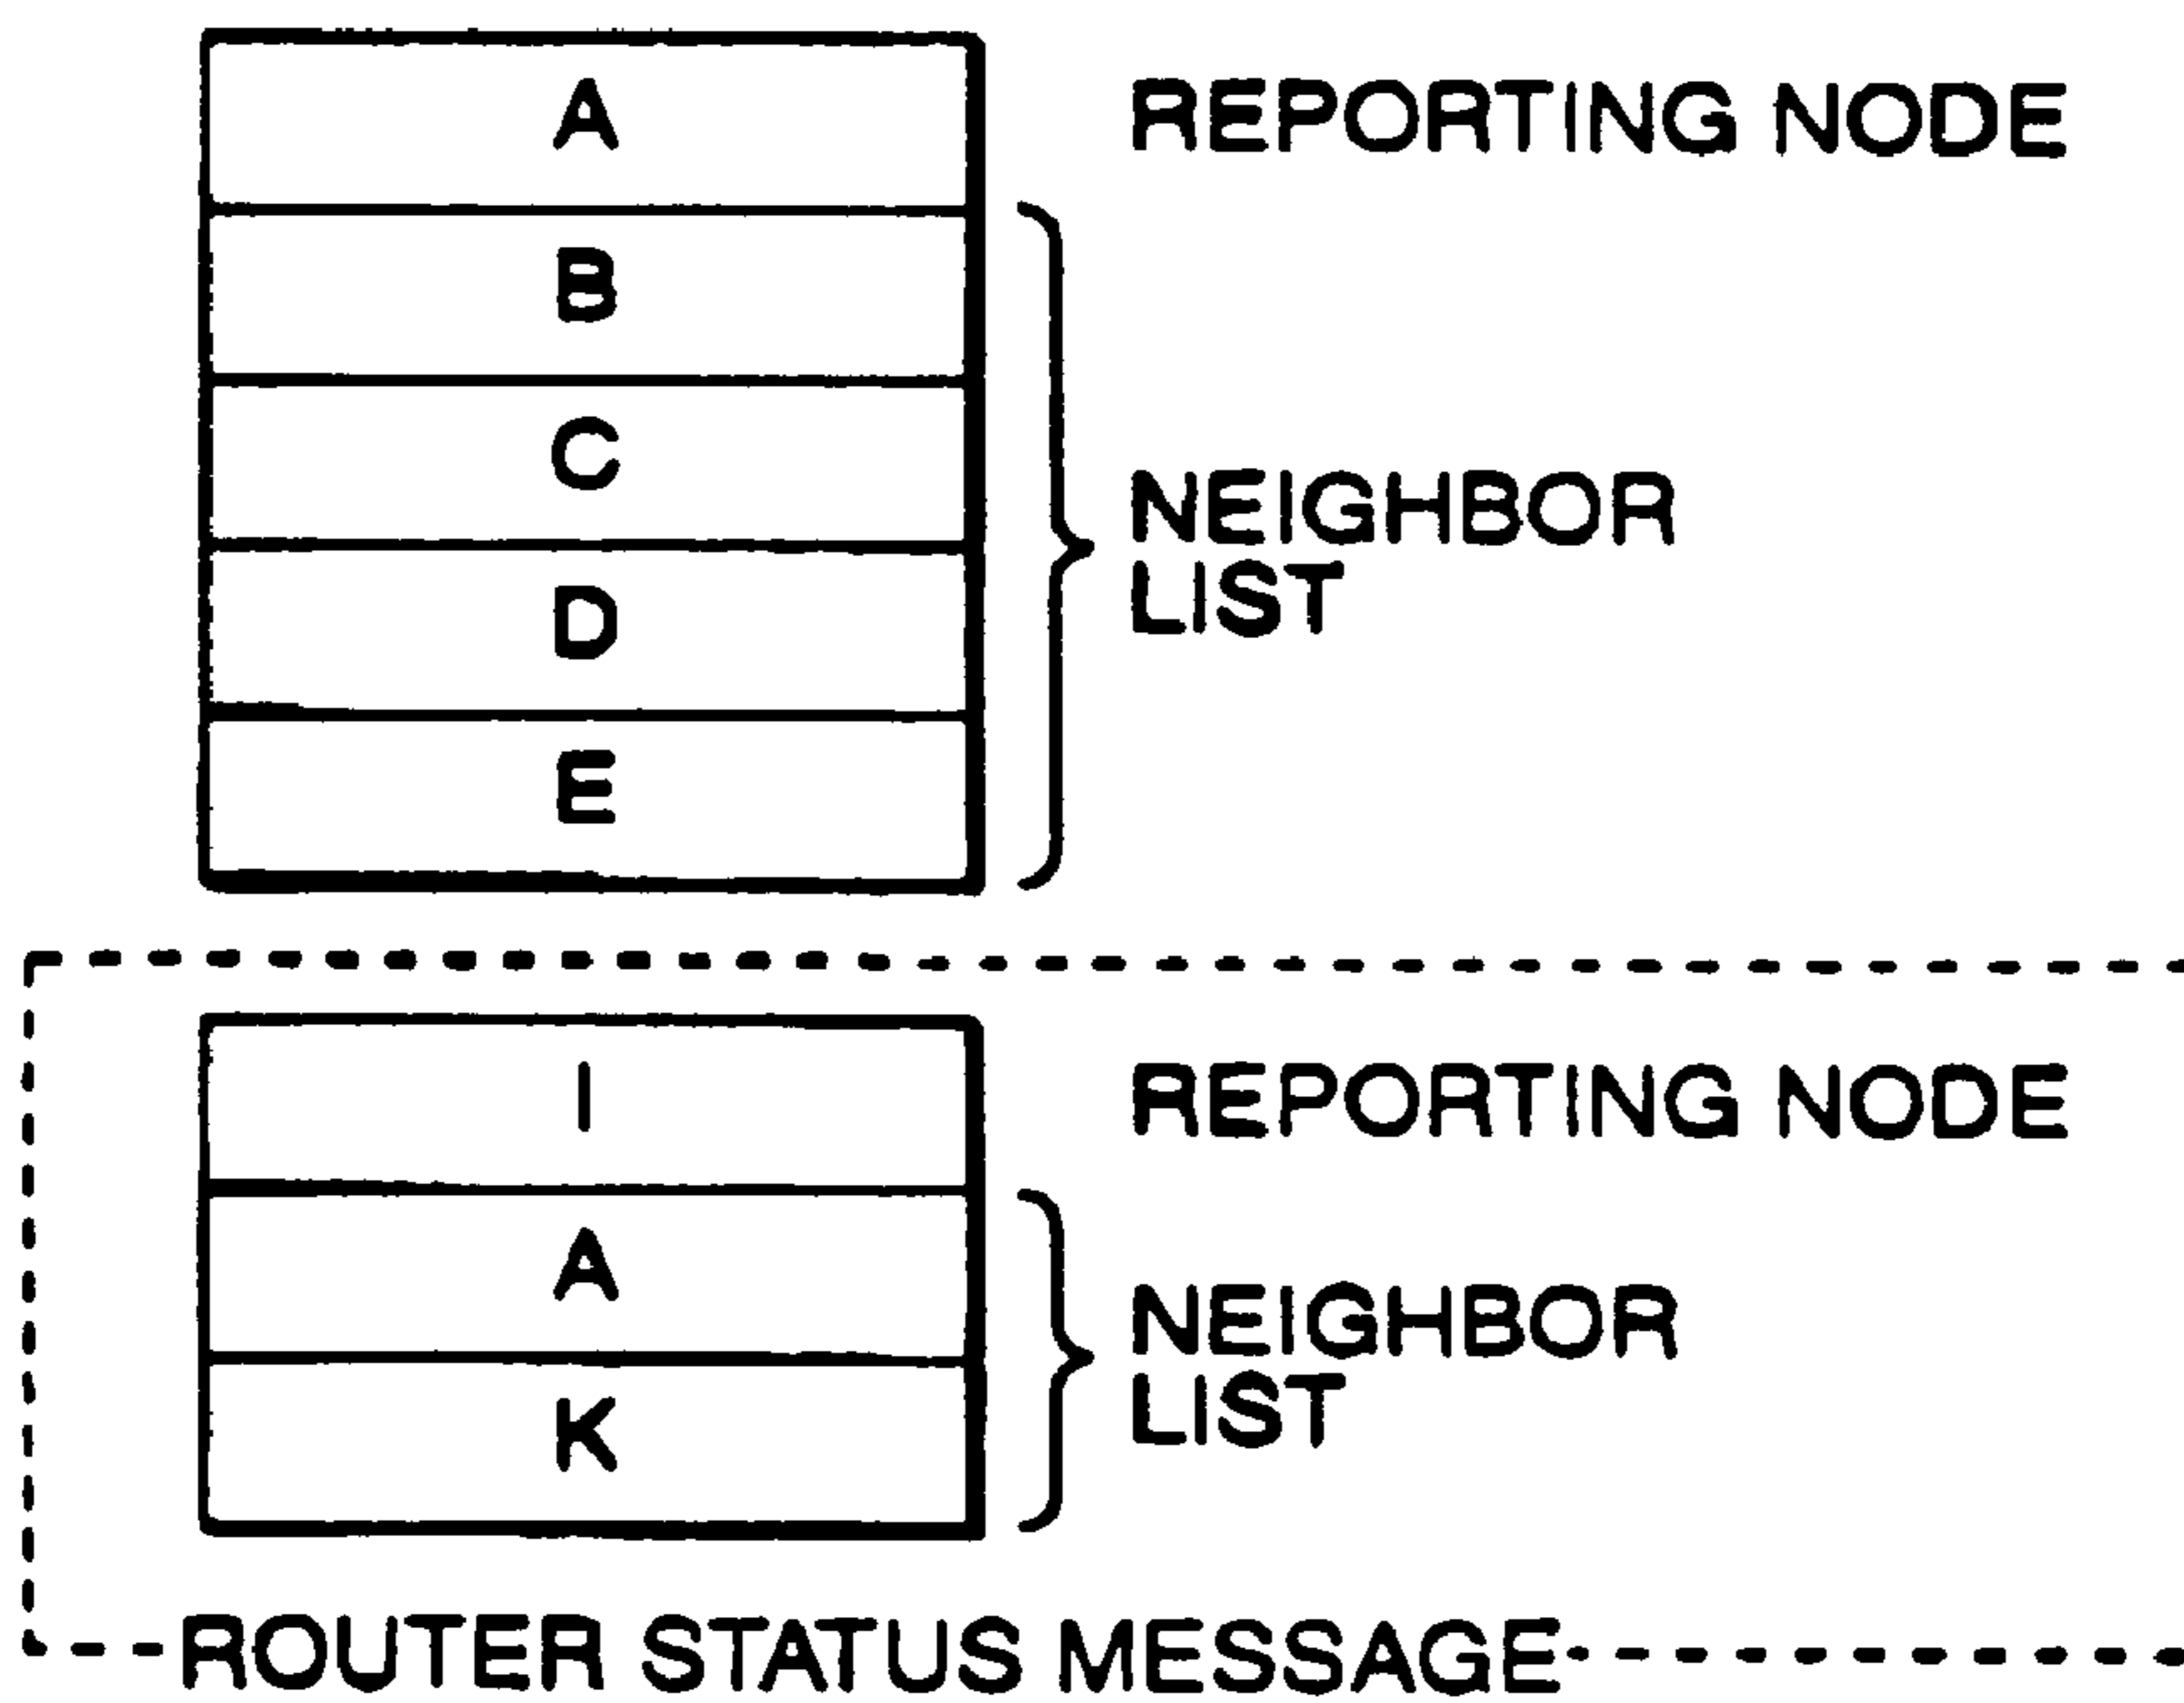 A REPORTING NODE
B
C
NEIGHBOR
LIST
D
E
I REPORTING NODE
A
NEIGHBOR
LIST
K
ROUTER STATUS MESSAGE